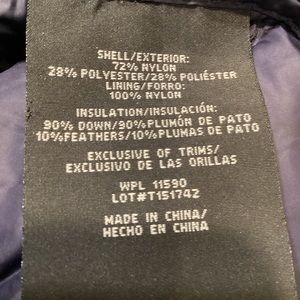 SHELL/EXTERIOR:
72% NYLON
28% POLYESTER/28% POLIÉSTER
LINING/FORRO:
100% NYLON
INSULATION/INSULACIÓN:
90% DOWN/90% PLUMÓN DE PATO
10%FEATHERS/10%PLUMAS DE PATO
EXCLUSIVE OF TRIMS/
EXCLUSIVO DE LAS ORILLAS
WPL 11590
LOT#T151742
MADE IN CHINA/
HECHO EN CHINA